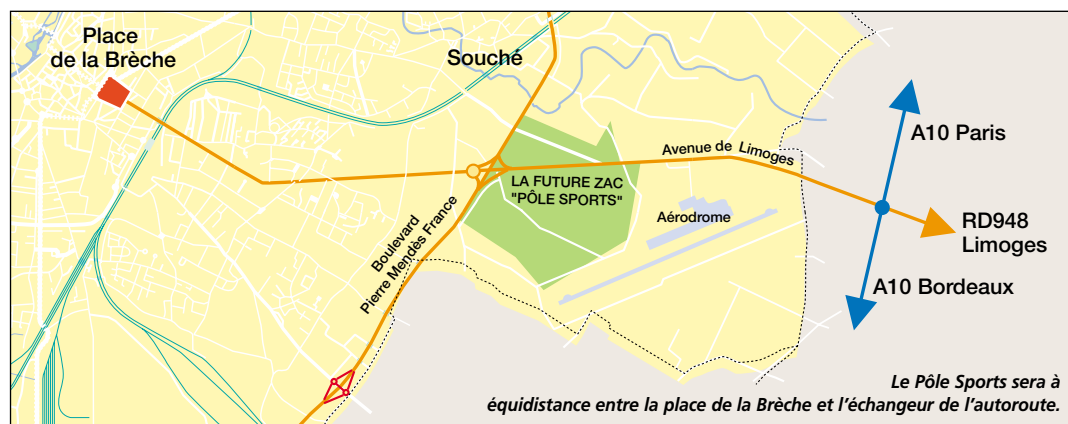 Place
de la Brèche
Souché
A10 Paris
Avenue de Limoges
LA FUTURE ZAC
"PÔLE SPORTS"
Aérodrome
Boulevard
Pierre Mendès France
RD948
Limoges
A10 Bordeaux
Le Pôle Sports sera à
équidistance entre la place de la Brèche et l'échangeur de l'autoroute.